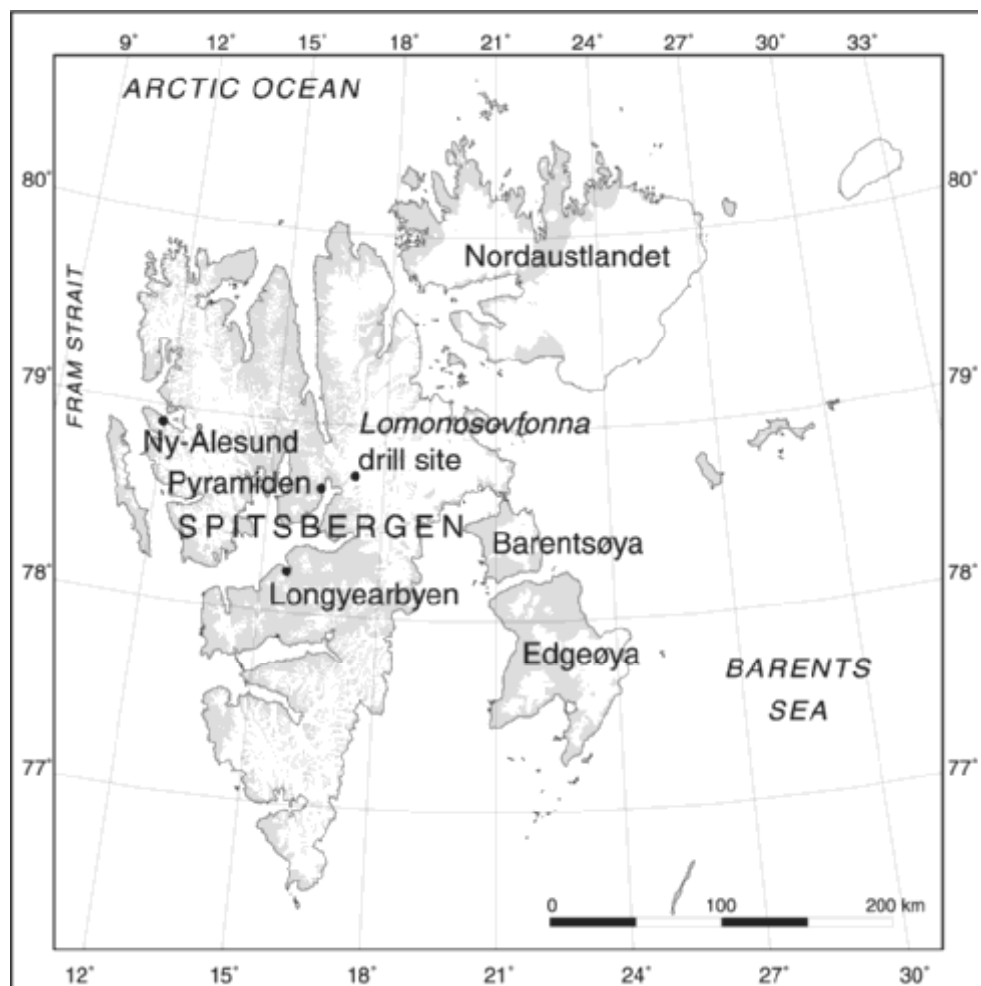 9° 12° 15° 18° 21° 24° 27° 30° 33°
ARCTIC OCEAN
80° 80°
Nordaustlandet
FRAM STRAIT
79° 79°
Lomonosovfonna
drill site
Ny-Ålesund
Pyramiden
SPITSBERGEN
Barentsøya
78° 78°
Longyearbyen
Edgeøya
BARENTS
SEA
77° 77°
0 100 200 km
12° 15° 18° 21° 24° 27° 30°